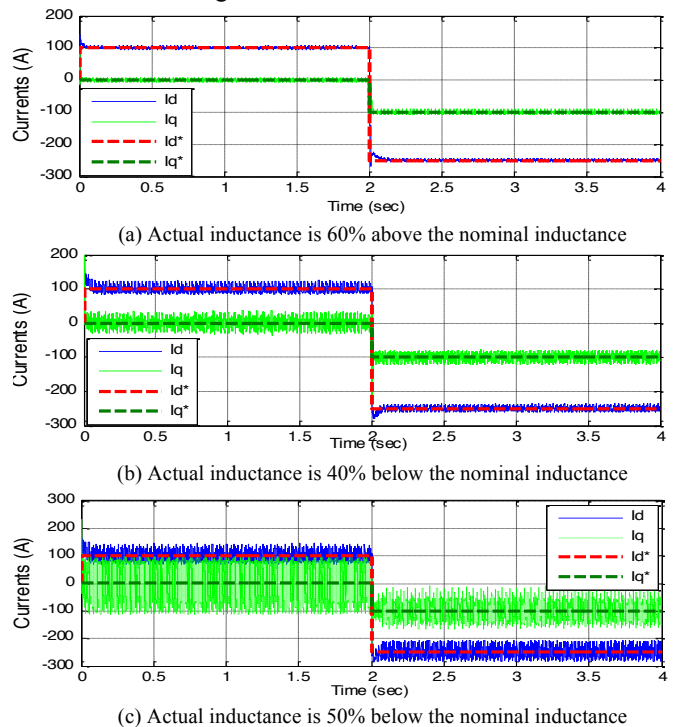 200
100
0
-100
-200
-300
Currents (A)
Id
Iq
Id*
Iq*
0 0.5 1 1.5 2 2.5 3 3.5 4
Time (sec)
(a) Actual inductance is 60% above the nominal inductance
200
100
0
-100
-200
-300
Currents (A)
Id
Iq
Id*
Iq*
0 0.5 1 1.5 2 2.5 3 3.5 4
Time (sec)
(b) Actual inductance is 40% below the nominal inductance
300
200
100
0
-100
-200
-300
Currents (A)
Id
Iq
Id*
Iq*
0 0.5 1 1.5 2 2.5 3 3.5 4
Time (sec)
(c) Actual inductance is 50% below the nominal inductance